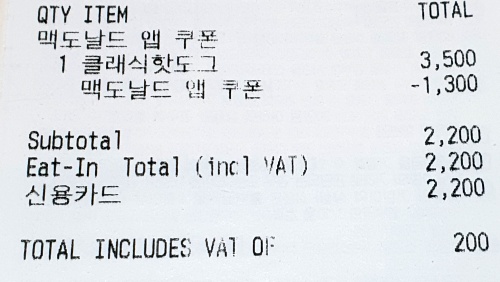 QTY ITEM TOTAL
맥도날드 앱 쿠폰
1 클래식핫도그 3,500
맥도날드 앱 쿠폰 -1,300
Subtotal 2,200
Eat-In Total (incl VAT) 2,200
신용카드 2,200
TOTAL INCLUDES VAT OF 200